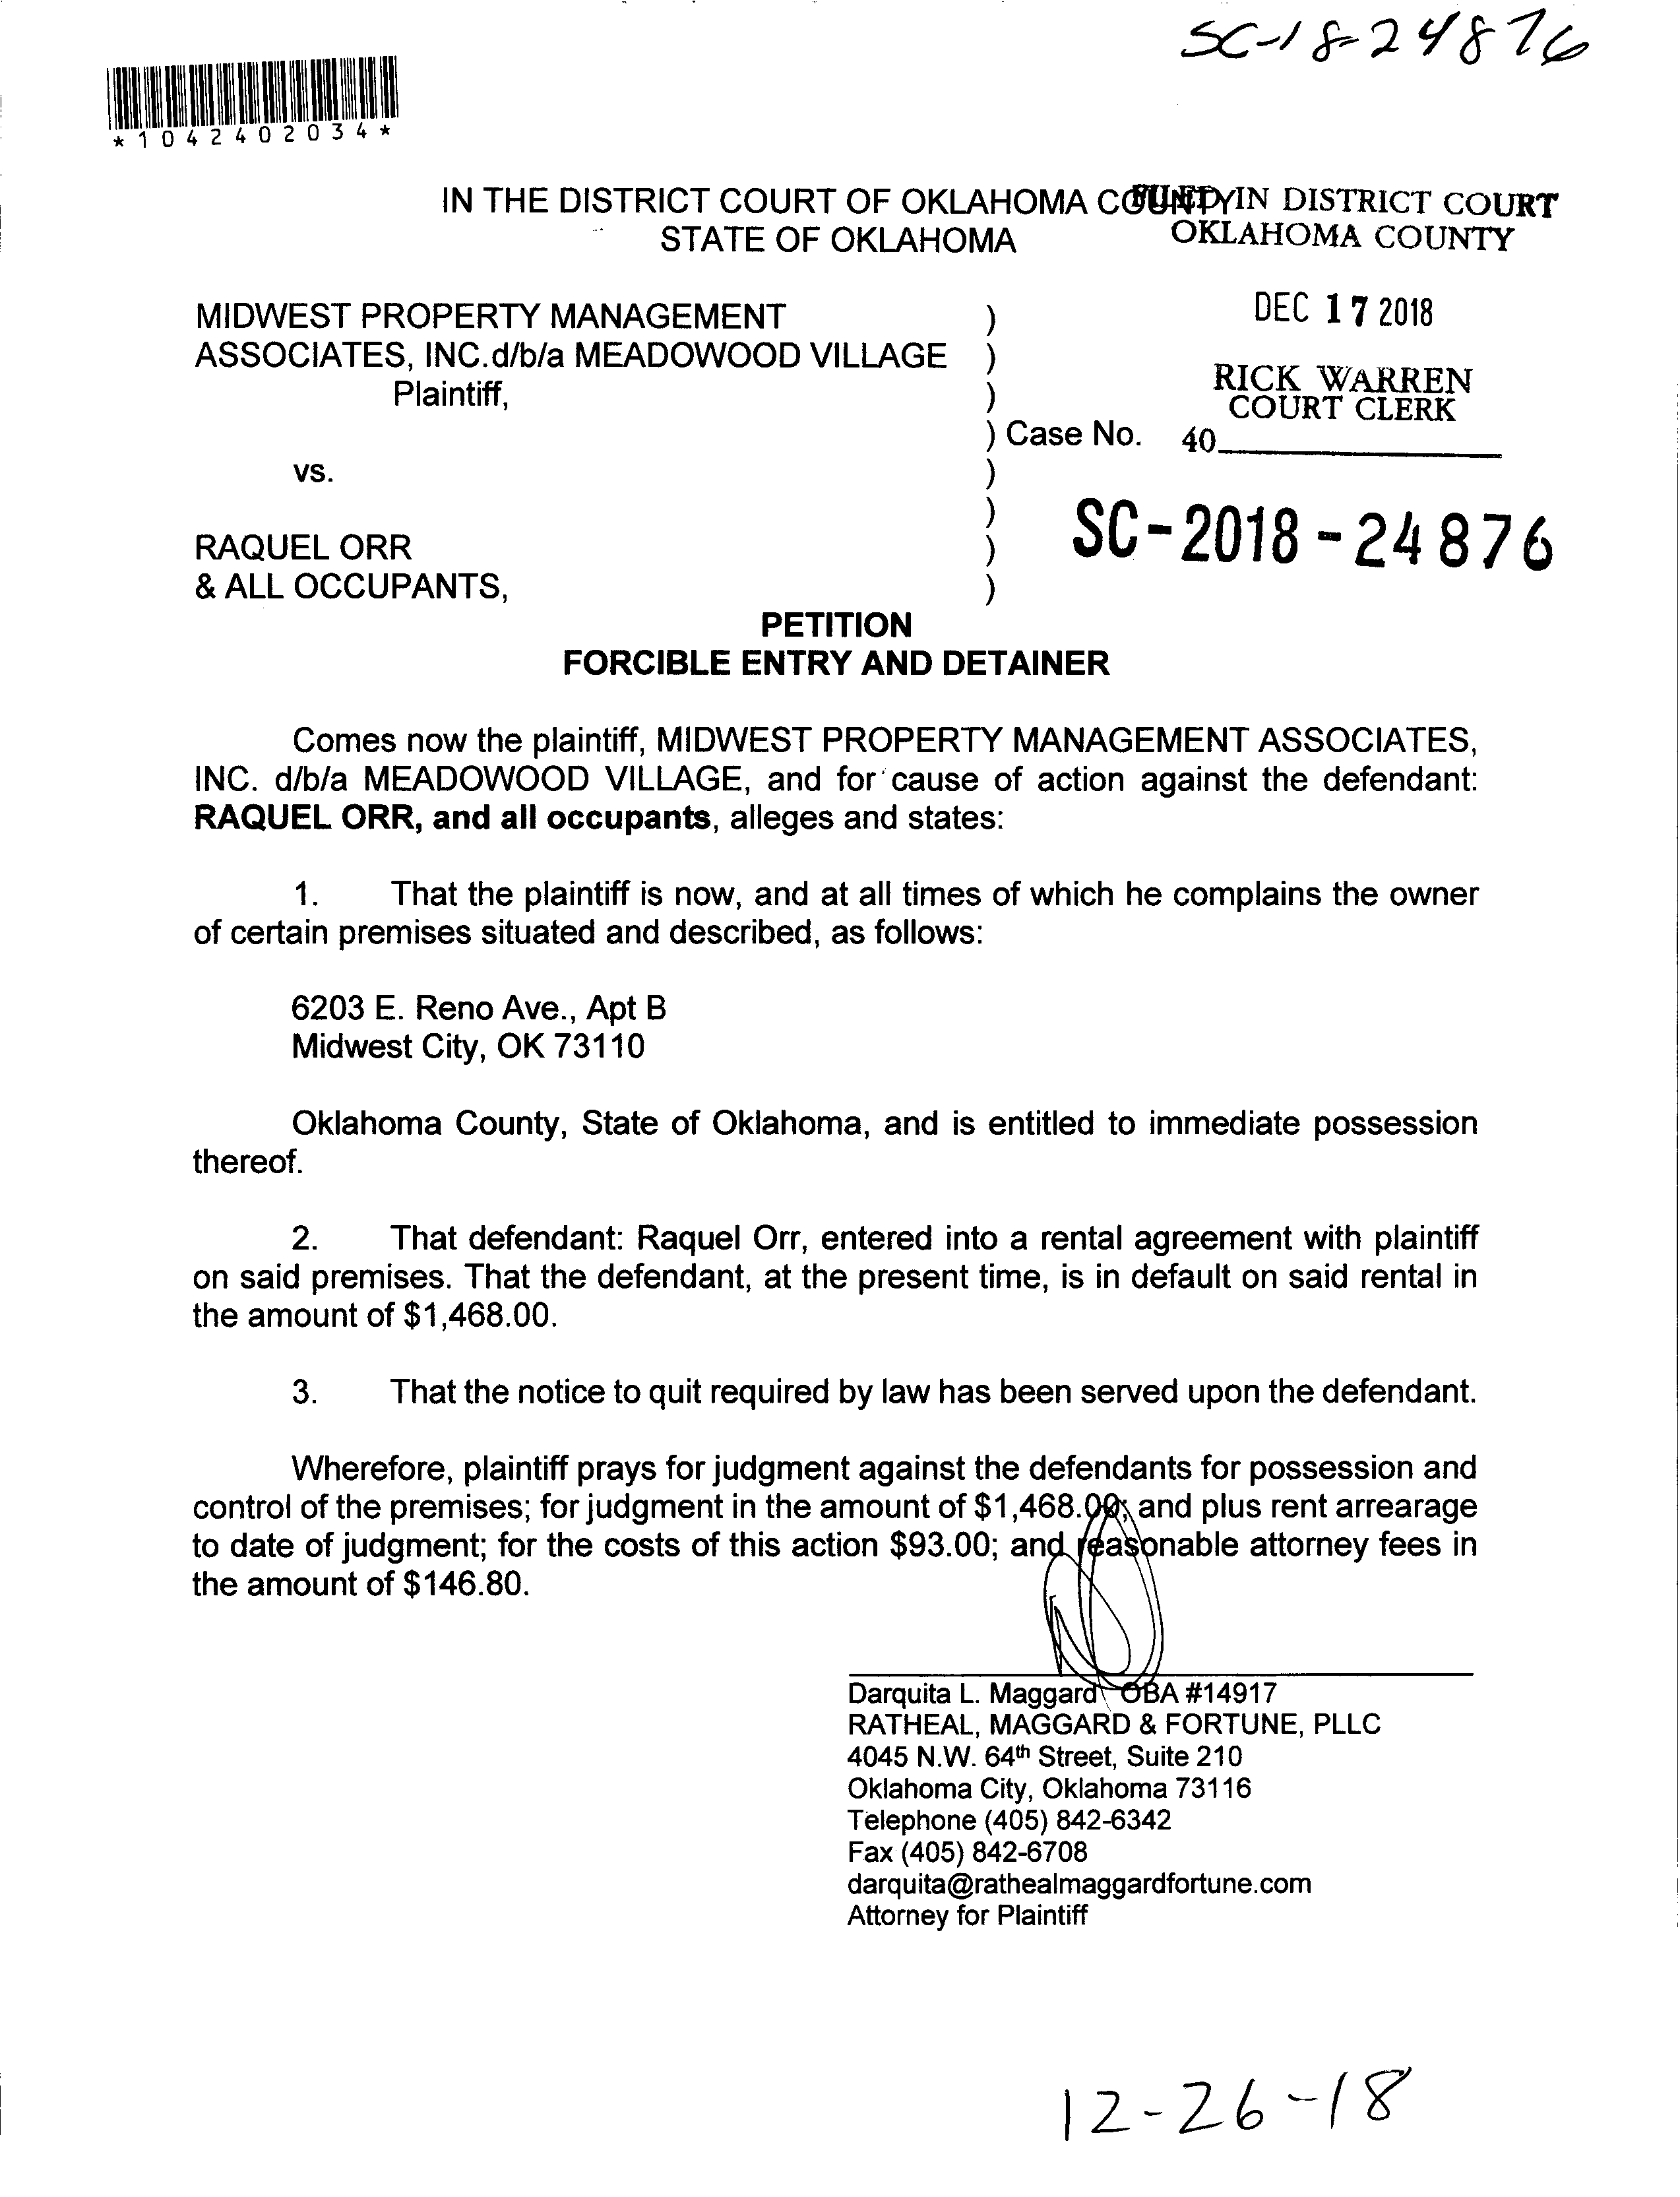 SC-18-24876
*1042402034*
IN THE DISTRICT COURT OF OKLAHOMA COUNTY
STATE OF OKLAHOMA
FILED IN DISTRICT COURT
OKLAHOMA COUNTY
DEC 17 2018
RICK WARREN
COURT CLERK
40
MIDWEST PROPERTY MANAGEMENT )
ASSOCIATES, INC.d/b/a MEADOWOOD VILLAGE )
Plaintiff, )
) Case No.
vs. )
)
RAQUEL ORR )
& ALL OCCUPANTS, )
SC-2018-24876
PETITION
FORCIBLE ENTRY AND DETAINER
Comes now the plaintiff, MIDWEST PROPERTY MANAGEMENT ASSOCIATES,
INC. d/b/a MEADOWOOD VILLAGE, and for cause of action against the defendant:
RAQUEL ORR, and all occupants, alleges and states:
1. That the plaintiff is now, and at all times of which he complains the owner
of certain premises situated and described, as follows:
6203 E. Reno Ave., Apt B
Midwest City, OK 73110
Oklahoma County, State of Oklahoma, and is entitled to immediate possession
thereof.
2. That defendant: Raquel Orr, entered into a rental agreement with plaintiff
on said premises. That the defendant, at the present time, is in default on said rental in
the amount of $1,468.00.
3. That the notice to quit required by law has been served upon the defendant.
Wherefore, plaintiff prays for judgment against the defendants for possession and
control of the premises; for judgment in the amount of $1,468.00; and plus rent arrearage
to date of judgment; for the costs of this action $93.00; and reasonable attorney fees in
the amount of $146.80.
Darquita L. Maggard OBA #14917
RATHEAL, MAGGARD & FORTUNE, PLLC
4045 N.W. 64th Street, Suite 210
Oklahoma City, Oklahoma 73116
Telephone (405) 842-6342
Fax (405) 842-6708
darquita@rathealmaggardfortune.com
Attorney for Plaintiff
12-26-18